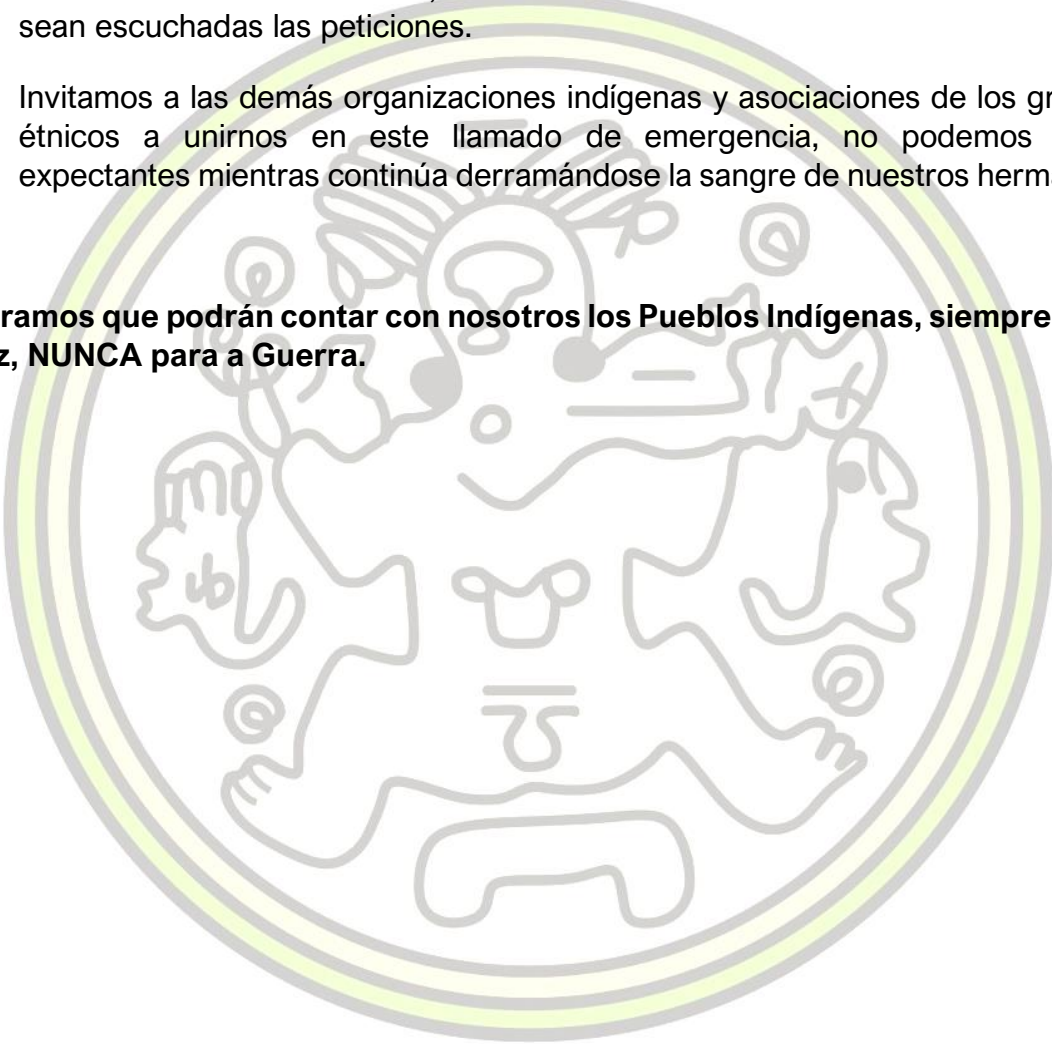 sean escuchadas las peticiones.
Invitamos a las demás organizaciones indígenas y asociaciones de los gr
étnicos a unirnos en este llamado de emergencia, no podemos
expectantes mientras continúa derramándose la sangre de nuestros herma
ramos que podrán contar con nosotros los Pueblos Indígenas, siempre
z, NUNCA para a Guerra.